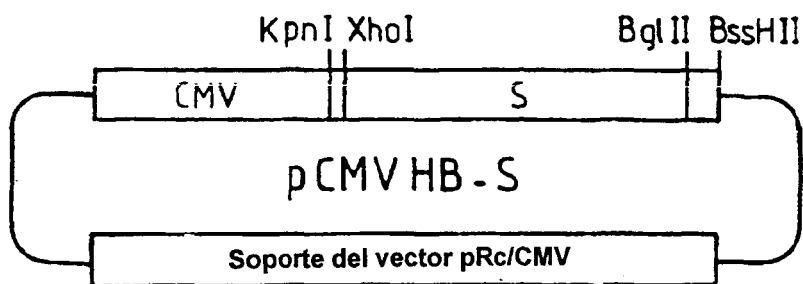 KpnI XhoI BglII BssHII
CMV S
pCMVHB-S
Soporte del vector pRc/CMV